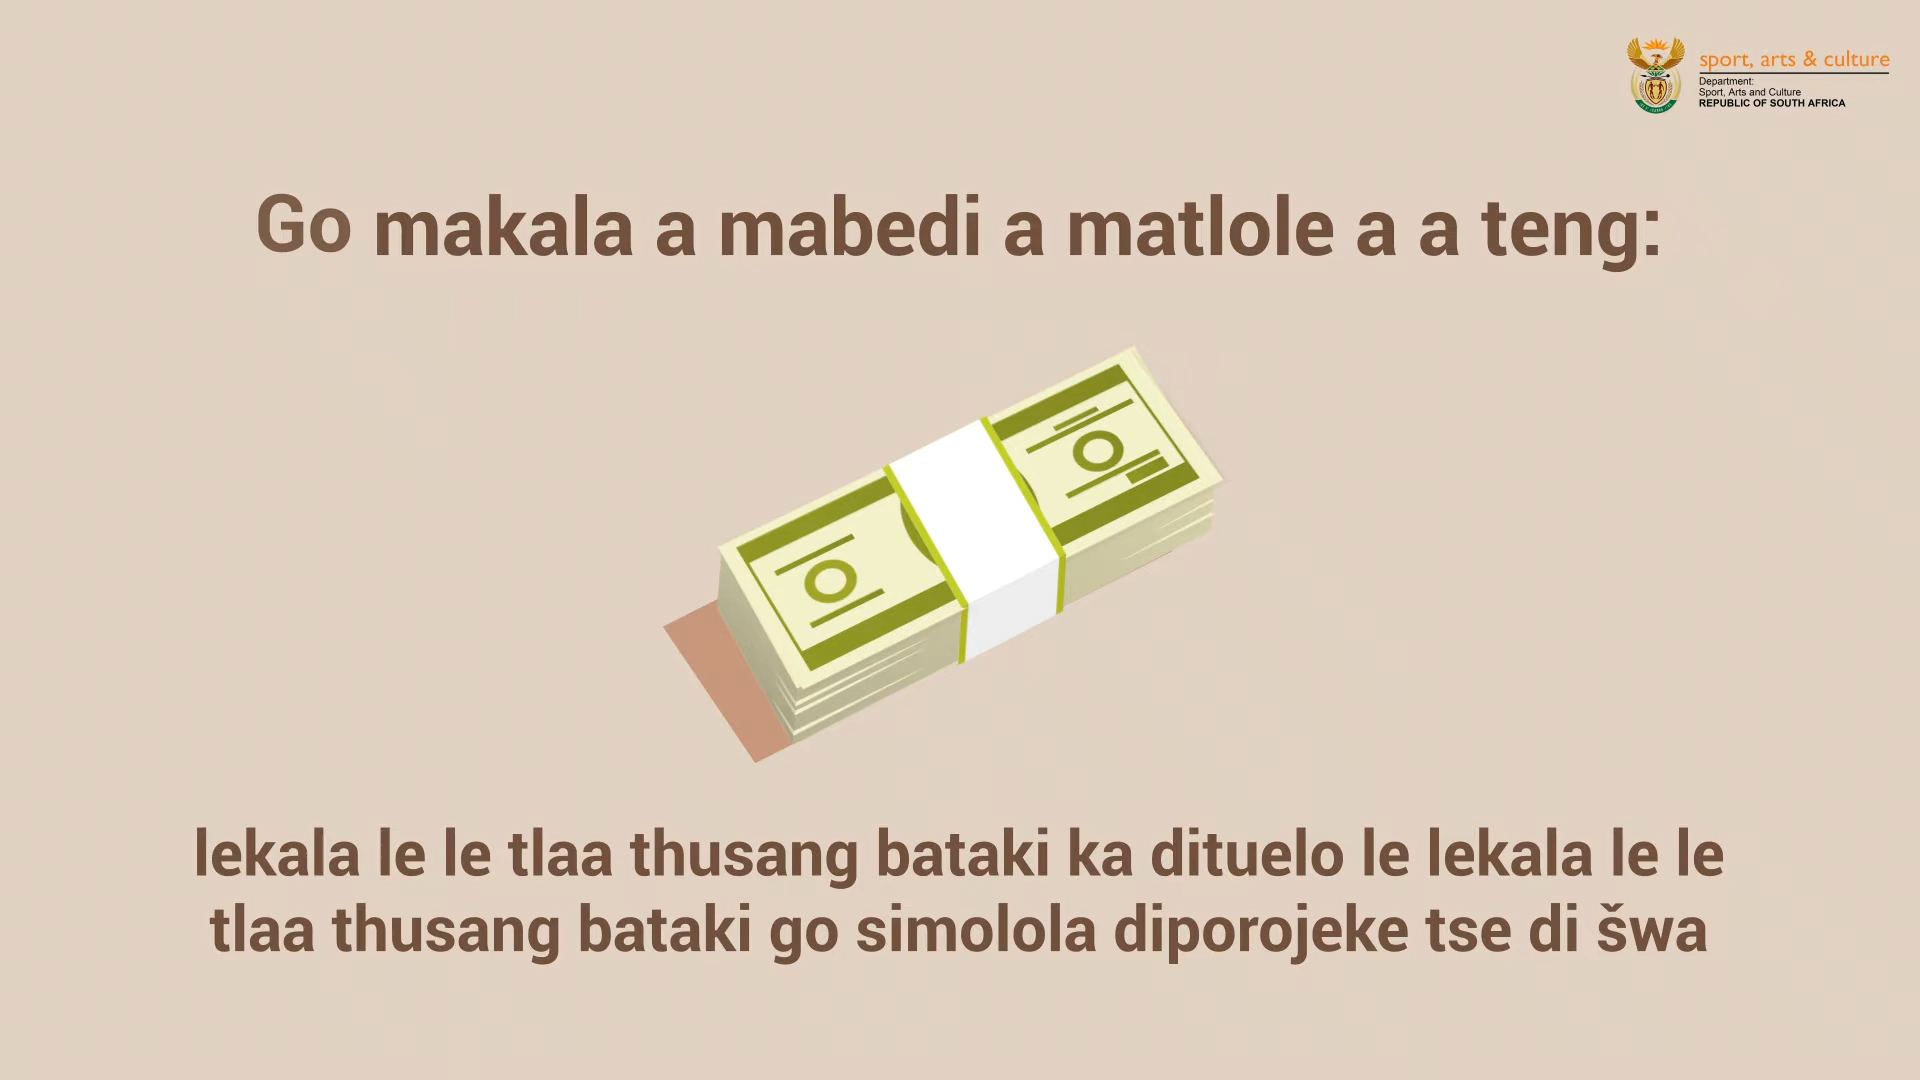 sport, arts & culture
Department:
Sport, Arts and Culture
REPUBLIC OF SOUTH AFRICA
Go makala a mabedi a matlole a a teng:
lekala le le tlaa thusang bataki ka dituelo le lekala le le
tlaa thusang bataki go simolola diporojeke tse di šwa